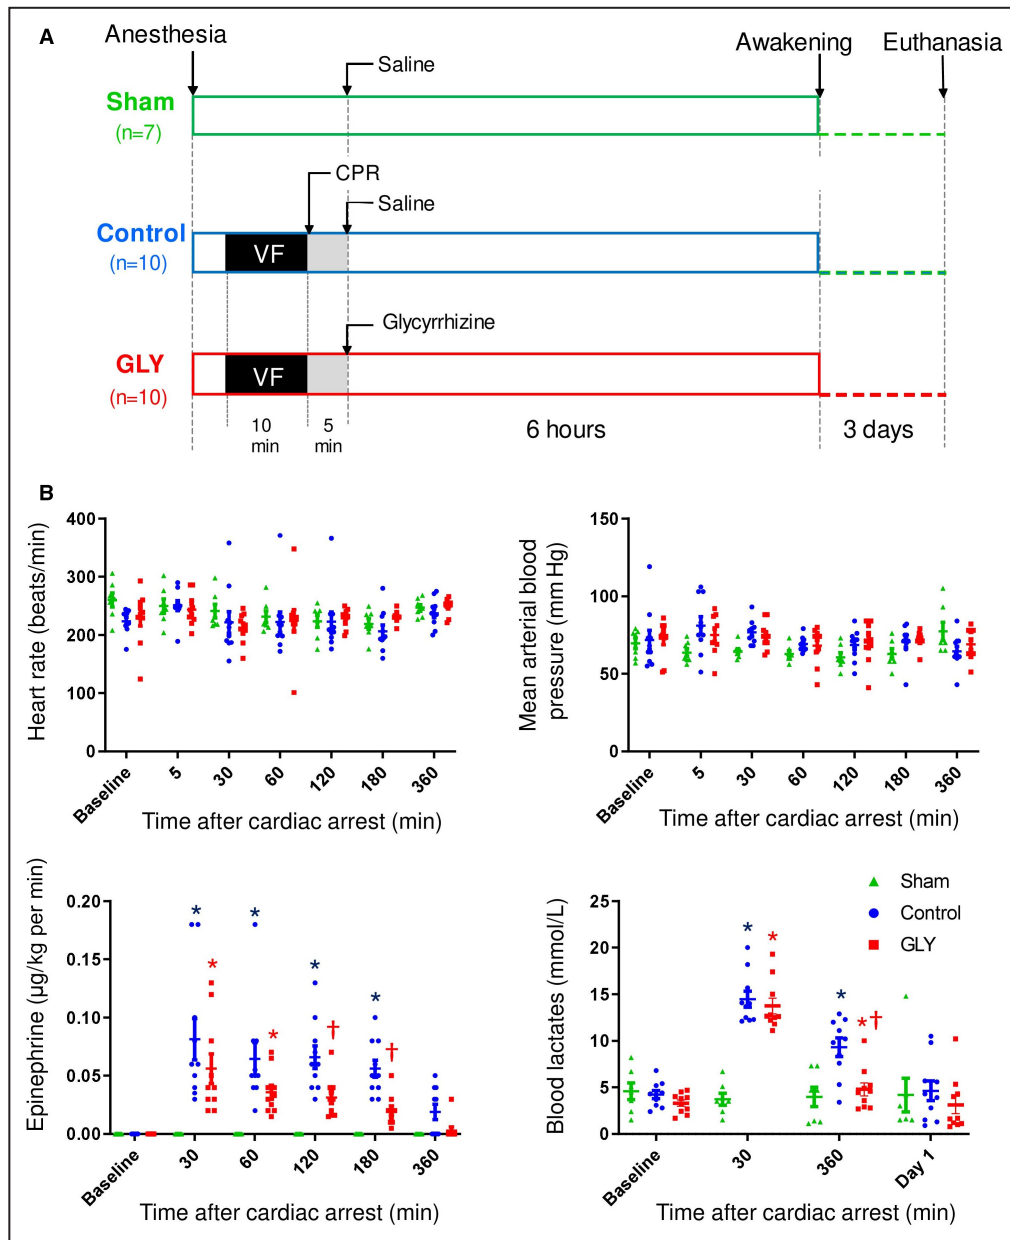 A
Anesthesia
Awakening
Euthanasia
Saline
Sham
(n=7)
CPR
Saline
Control
(n=10)
VF
Glycyrrhizine
GLY
(n=10)
VF
10
min
5
min
6 hours
3 days
B
Heart rate (beats/min)
400
300
200
100
0
Baseline
5
30
60
120
180
360
Time after cardiac arrest (min)
Mean arterial blood
pressure (mm Hg)
150
100
50
0
Baseline
5
30
60
120
180
360
Time after cardiac arrest (min)
Epinephrine (µg/kg per min)
0.20
0.15
0.10
0.05
0.00
* * * * * * † †
Baseline
30
60
120
180
360
Time after cardiac arrest (min)
Blood lactates (mmol/L)
25
20
15
10
5
0
* * * * †
Sham
Control
GLY
Baseline
30
360
Day 1
Time after cardiac arrest (min)